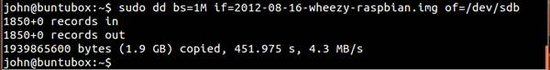 john@buntubox:~$ sudo dd bs=1M if=2012-08-16-wheezy-raspbian.img of=/dev/sdb
1850+0 records in
1850+0 records out
1939865600 bytes (1.9 GB) copied, 451.975 s, 4.3 MB/s
john@buntubox:~$